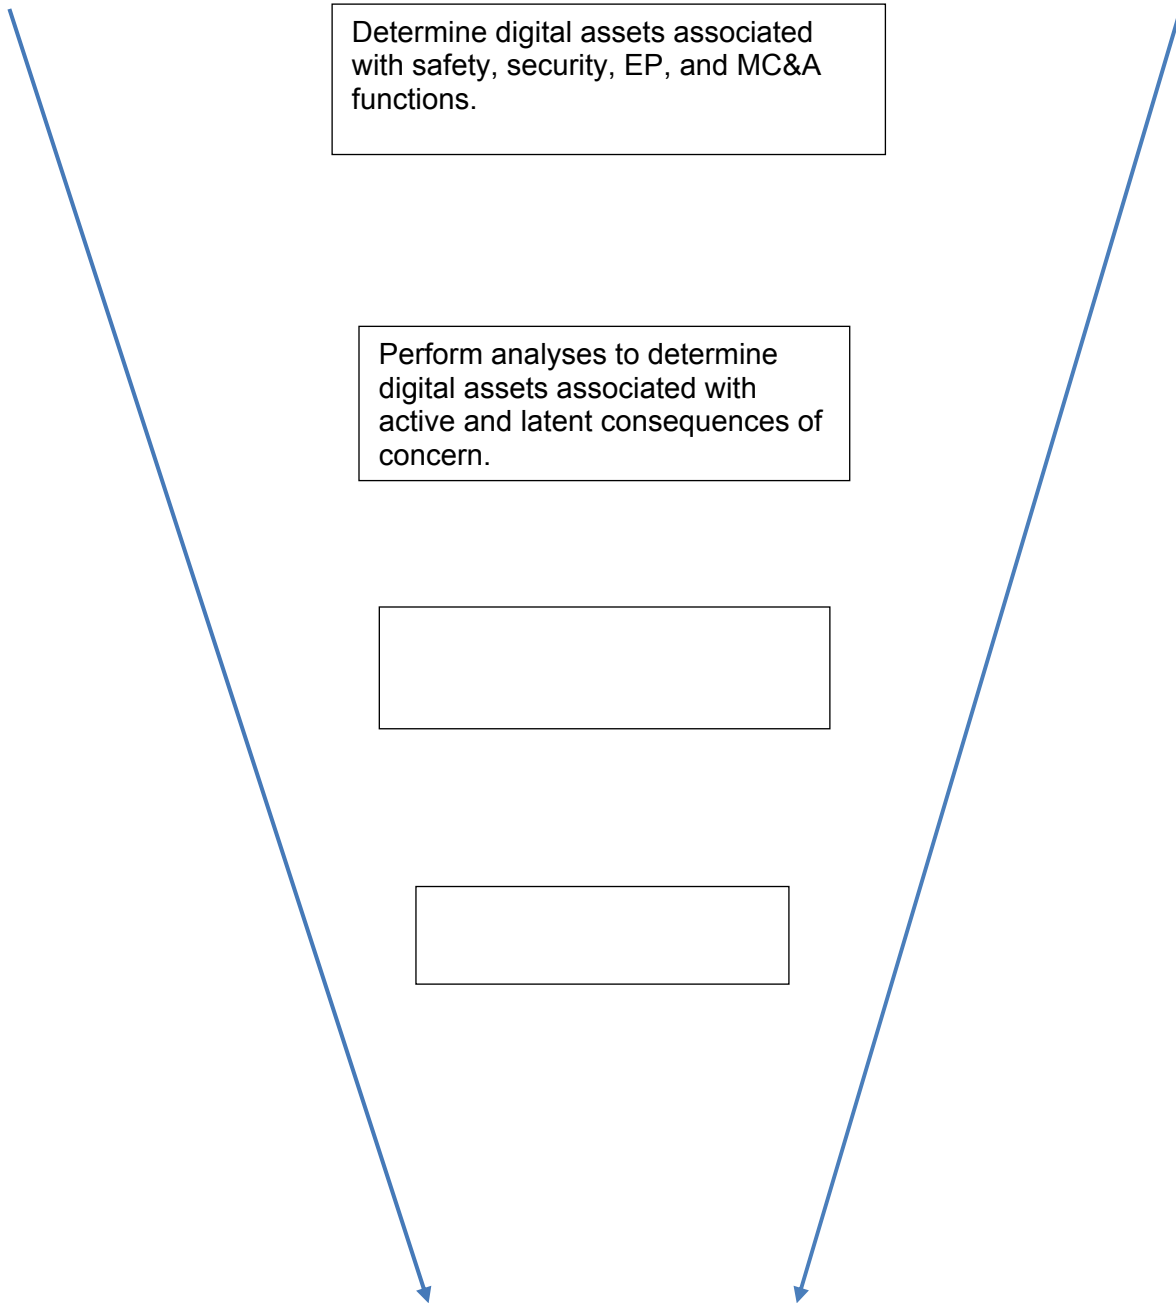 Determine digital assets associated
with safety, security, EP, and MC&A
functions.
Perform analyses to determine
digital assets associated with
active and latent consequences of
concern.